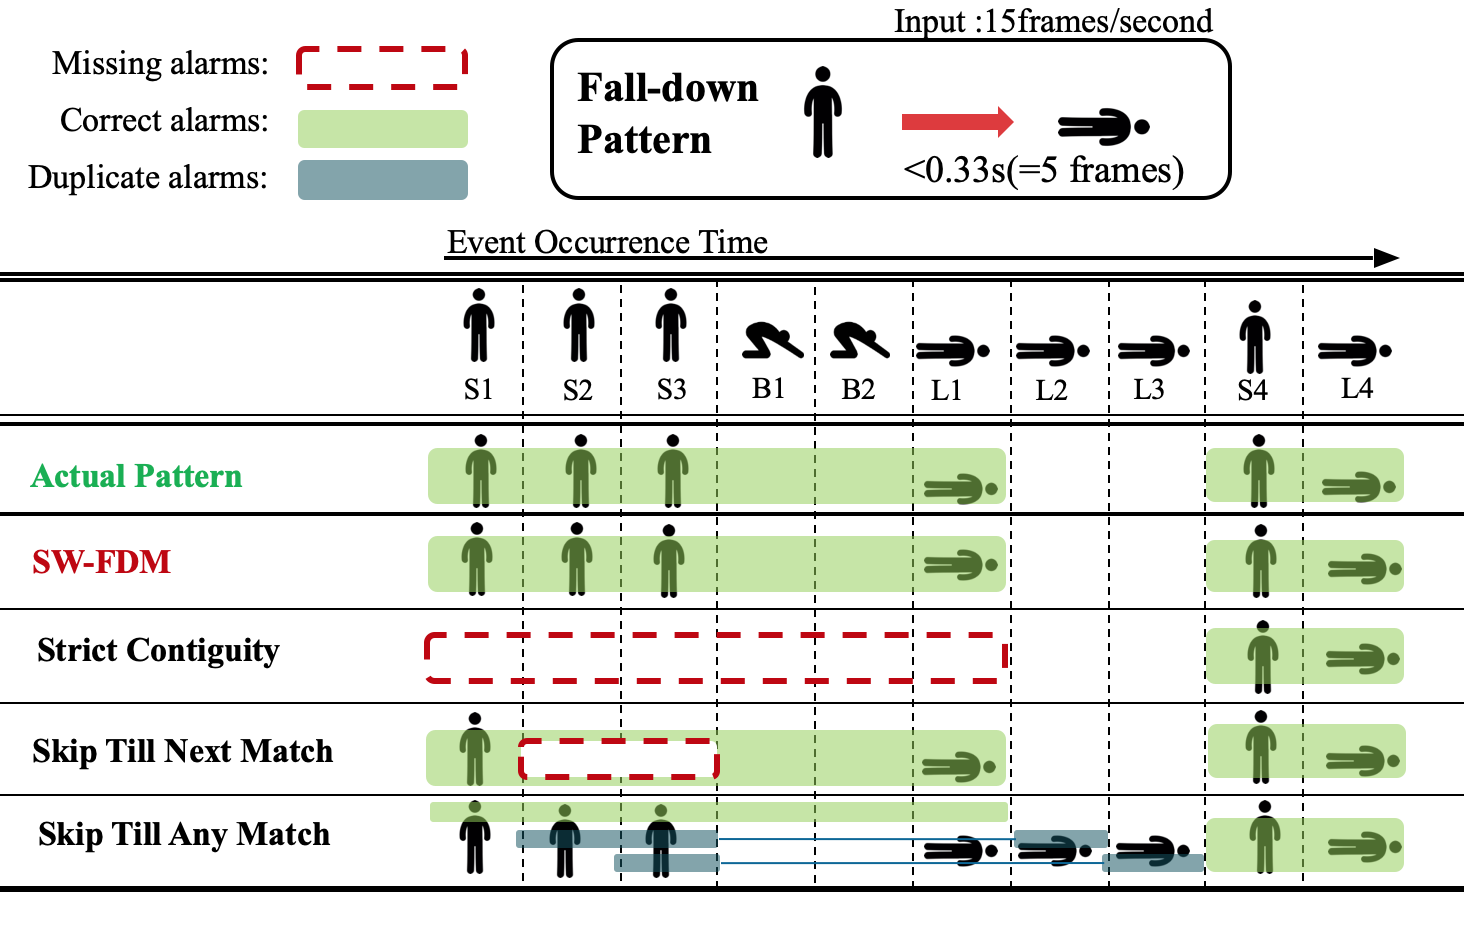 Input :15frames/second
Missing alarms:
Correct alarms:
Duplicate alarms:
Fall-down
Pattern
<0.33s(=5 frames)
Event Occurrence Time
S1 S2 S3 B1 B2 L1 L2 L3 S4 L4
Actual Pattern
SW-FDM
Strict Contiguity
Skip Till Next Match
Skip Till Any Match